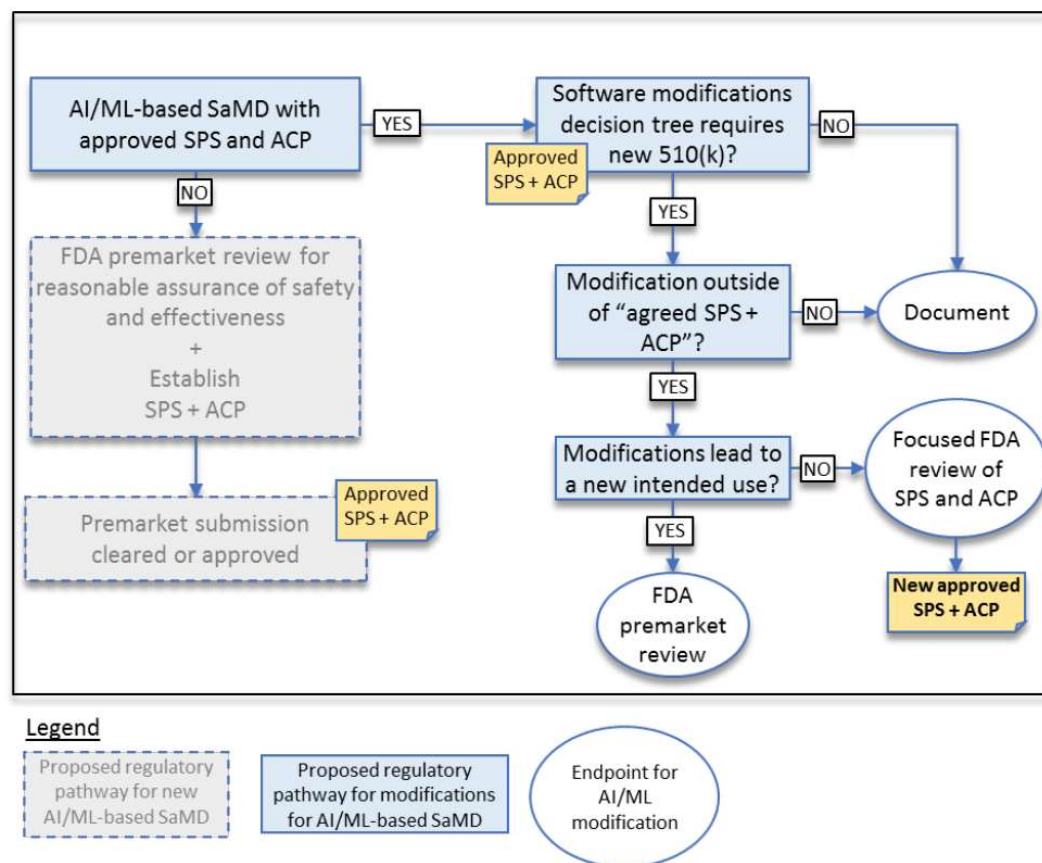 AI/ML-based SaMD with
approved SPS and ACP
YES
Software modifications
decision tree requires
new 510(k)?
NO
Approved
SPS + ACP
NO
YES
FDA premarket review for
reasonable assurance of safety
and effectiveness
+
Establish
SPS + ACP
Modification outside
of “agreed SPS +
ACP”?
NO
Document
YES
Premarket submission
cleared or approved
Approved
SPS + ACP
Modifications lead to
a new intended use?
NO
Focused FDA
review of
SPS and ACP
YES
FDA
premarket
review
New approved
SPS + ACP
Legend
Proposed regulatory
pathway for new
AI/ML-based SaMD
Proposed regulatory
pathway for modifications
for AI/ML-based SaMD
Endpoint for
AI/ML
modification